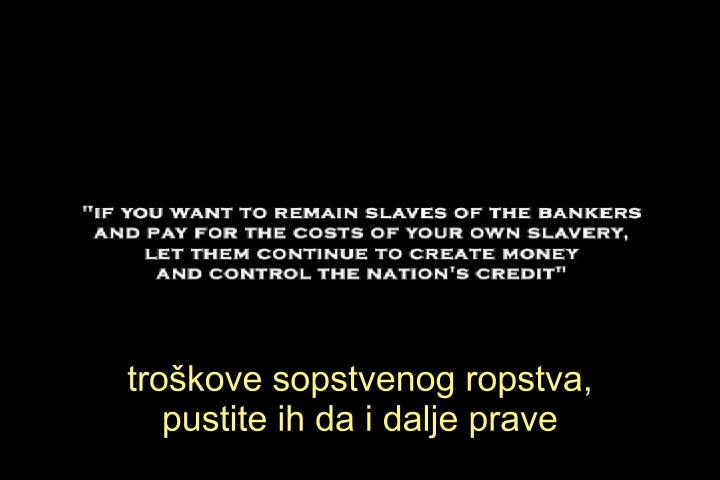 "IF YOU WANT TO REMAIN SLAVES OF THE BANKERS
AND PAY FOR THE COSTS OF YOUR OWN SLAVERY,
LET THEM CONTINUE TO CREATE MONEY
AND CONTROL THE NATION'S CREDIT"
troškove sopstvenog ropstva,
pustite ih da i dalje prave